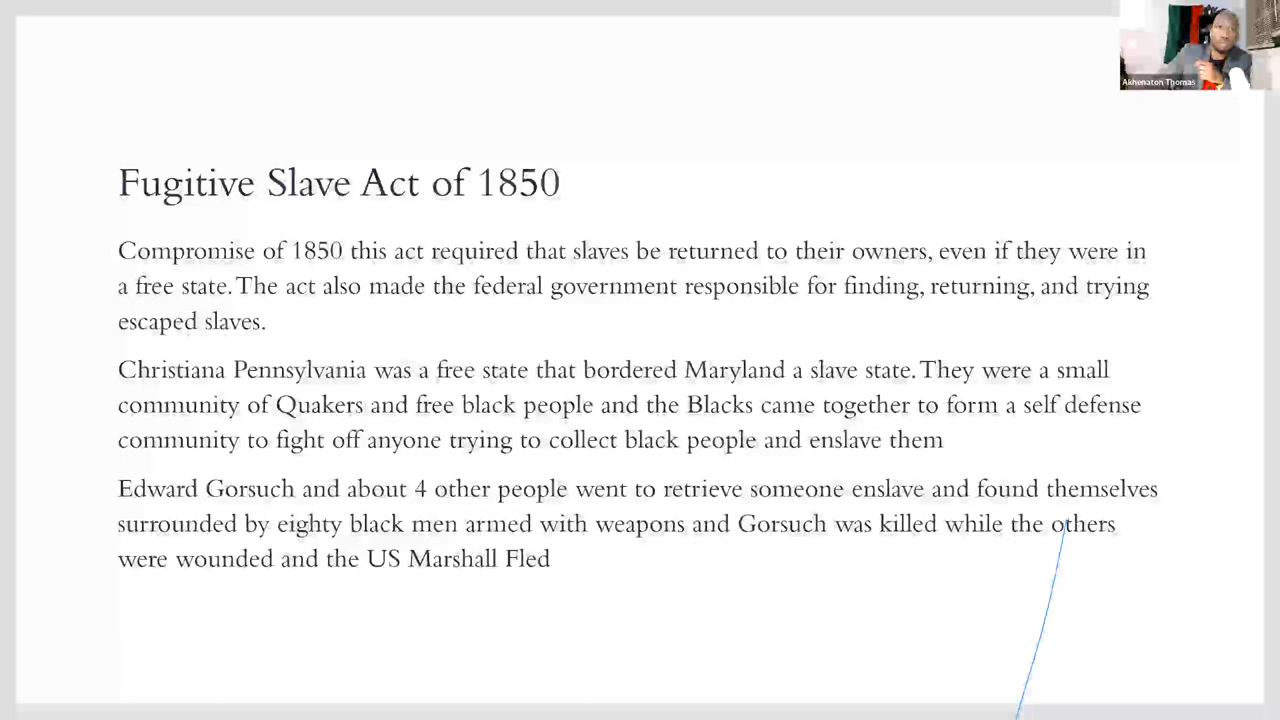 Akhenaton Thomas
Fugitive Slave Act of 1850
Compromise of 1850 this act required that slaves be returned to their owners, even if they were in
a free state. The act also made the federal government responsible for finding, returning, and trying
escaped slaves.
Christiana Pennsylvania was a free state that bordered Maryland a slave state. They were a small
community of Quakers and free black people and the Blacks came together to form a self defense
community to fight off anyone trying to collect black people and enslave them
Edward Gorsuch and about 4 other people went to retrieve someone enslave and found themselves
surrounded by eighty black men armed with weapons and Gorsuch was killed while the others
were wounded and the US Marshall Fled